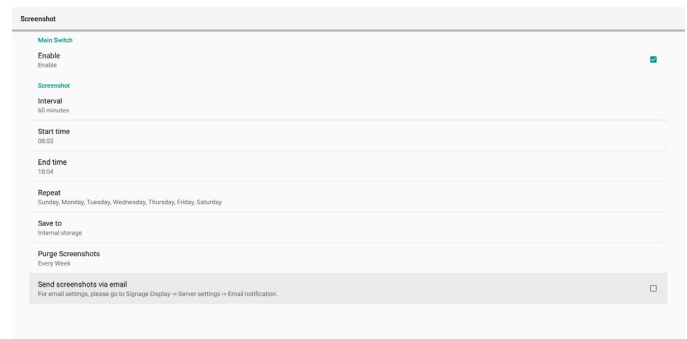 Screenshot
Main Switch
Enable
Enable
Screenshot
Interval
60 minutes
Start time
08:03
End time
18:04
Repeat
Sunday, Monday, Tuesday, Wednesday, Thursday, Friday, Saturday
Save to
Internal storage
Purge Screenshots
Every Week
Send screenshots via email
For email settings, please go to Signage Display -> Server settings -> Email notification.